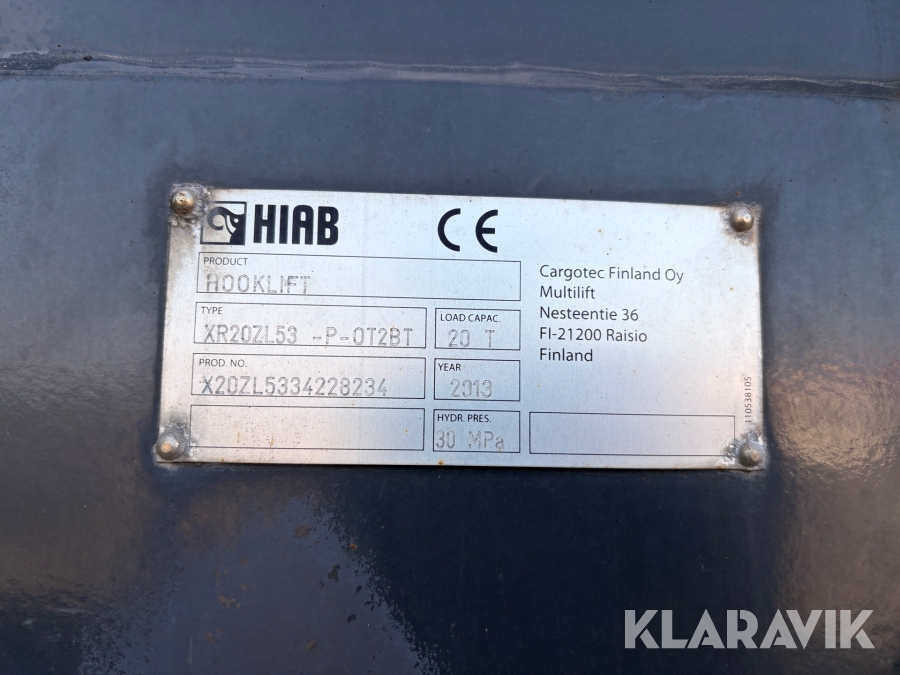 HIAB
CE
PRODUCT
HOOKLIFT
TYPE
XR20ZL53 -P-OT2BT
LOAD CAPAC.
20 T
PROD. NO.
X20ZL5334228234
YEAR
2013
HYDR. PRES.
30 MPa
Cargotec Finland Oy
Multilift
Nesteentie 36
FI-21200 Raisio
Finland
110538105
KLARAVIK